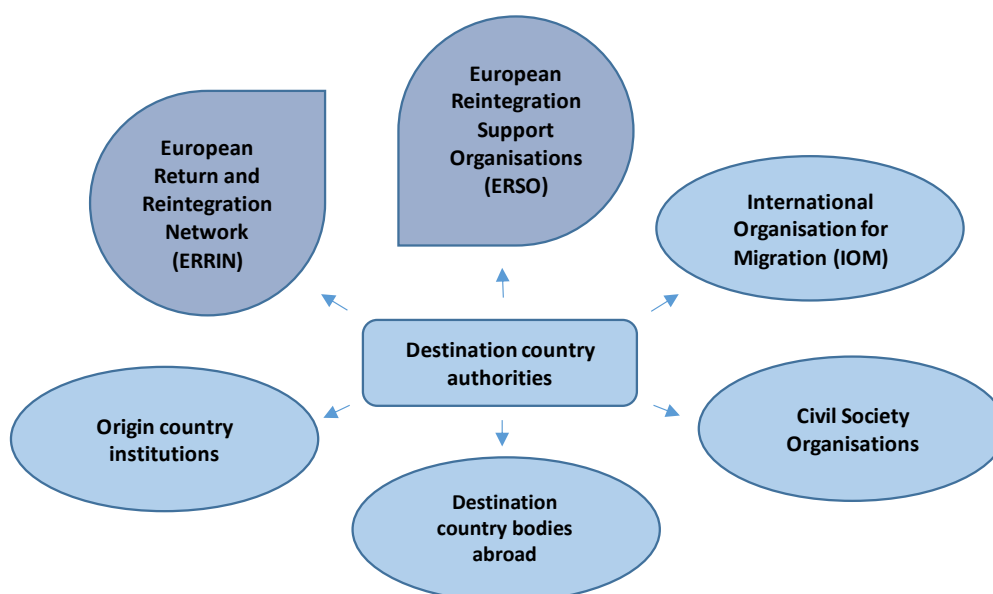 European
Reintegration
Support
Organisations
(ERSO)
European
Return and
Reintegration
Network
(ERRIN)
International
Organisation for
Migration (IOM)
Destination country
authorities
Origin country
institutions
Civil Society
Organisations
Destination
country bodies
abroad